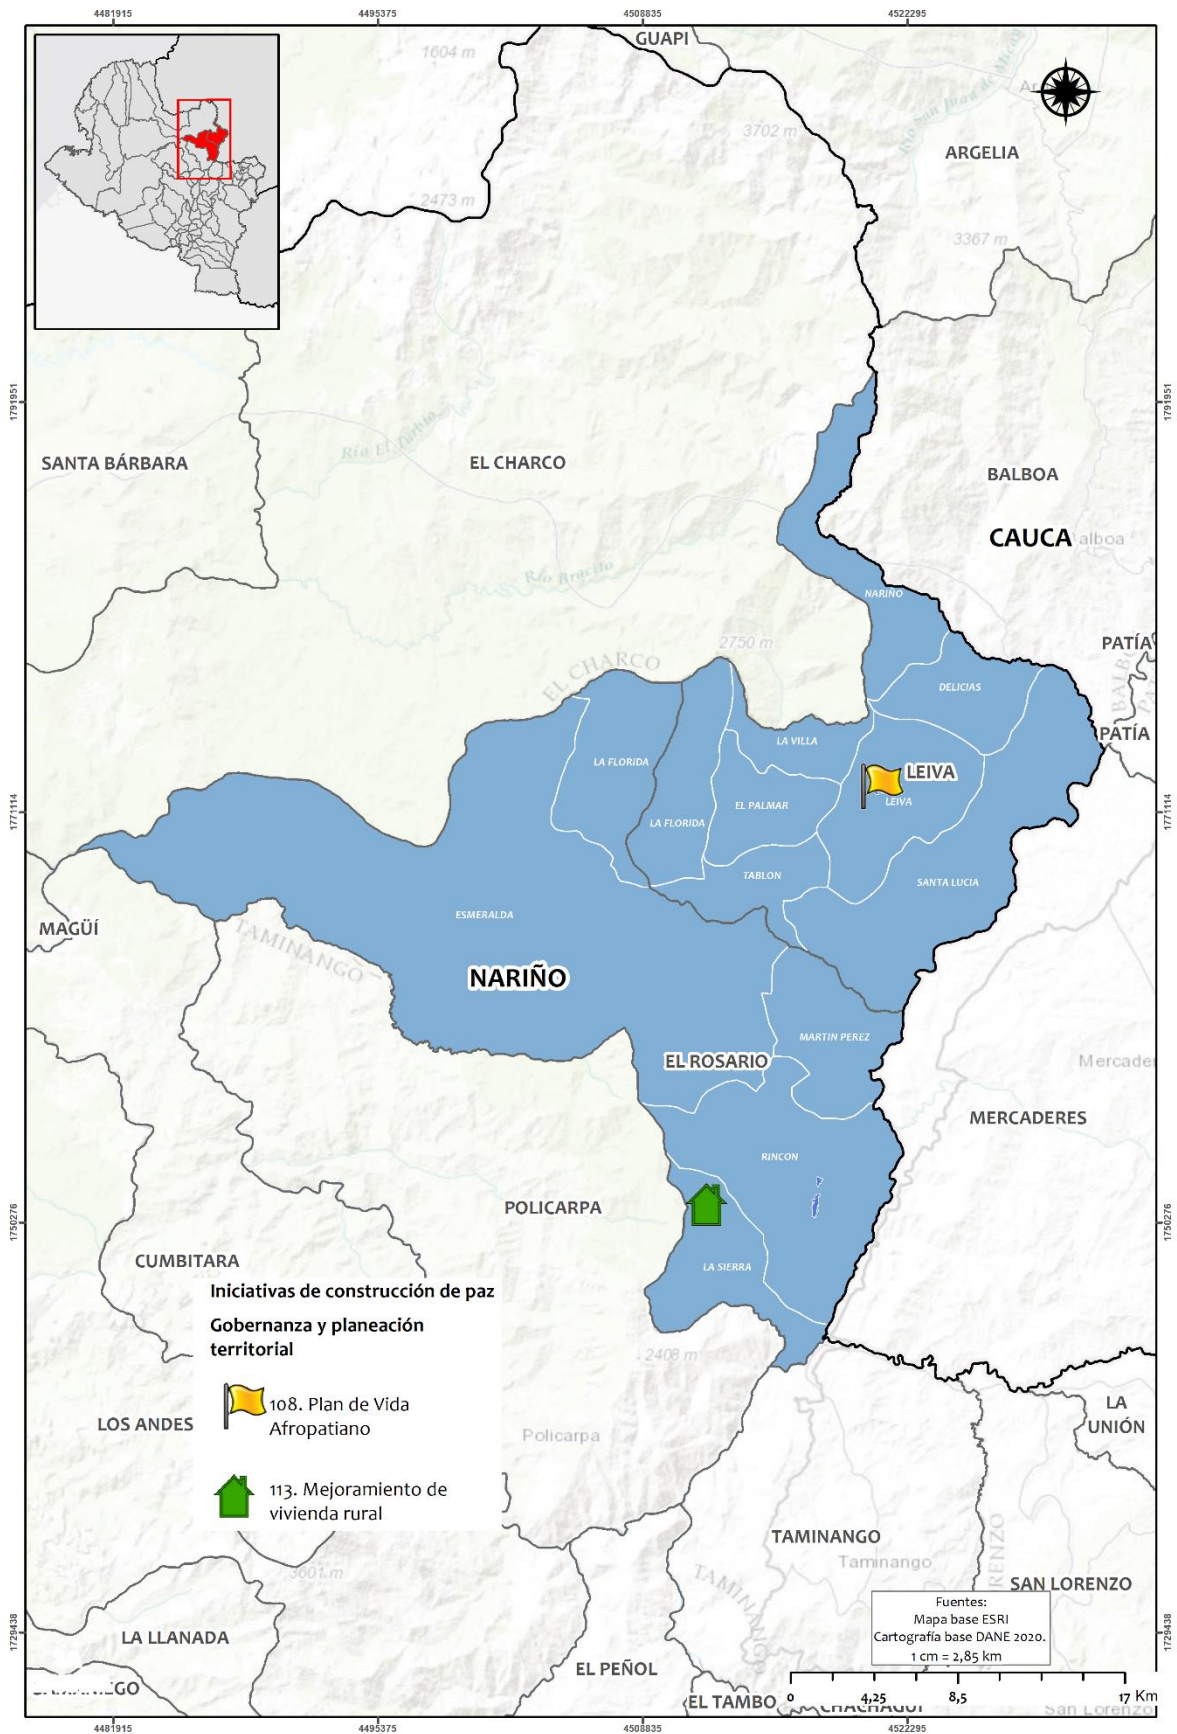 4481915
4495375
4508835
4522295
GUAPI
1604 m
3702 m
ARGELIA
2473 m
3367 m
1791951
1791951
SANTA BÁRBARA
EL CHARCO
BALBOA
CAUCA
Río Bracito
NARIÑO
PATÍA
2750 m
EL CHARCO
DELICIAS
PATÍA
LA VILLA
LA FLORIDA
LEIVA
LEIVA
EL PALMAR
LA FLORIDA
1771114
1771114
TABLON
SANTA LUCIA
ESMERALDA
MAGÜÍ
TAMINANGO
NARIÑO
MARTIN PEREZ
EL ROSARIO
MERCADERES
RINCON
POLICARPA
1750276
1750276
CUMBITARA
LA SIERRA
Iniciativas de construcción de paz
Gobernanza y planeación
territorial
2408 m
108. Plan de Vida
Afropatiano
LOS ANDES
Policarpa
LA
UNIÓN
113. Mejoramiento de
vivienda rural
TAMINANGO
Taminango
3601 m
TAMINANGO
SAN LORENZO
Fuentes:
Mapa base ESRI
Cartografía base DANE 2020.
1 cm = 2,85 km
1729438
1729438
LA LLANADA
EL PEÑOL
EL TAMBO
0 4,25 8,5 17 Km
San Lorenzo
4481915
4495375
4508835
4522295